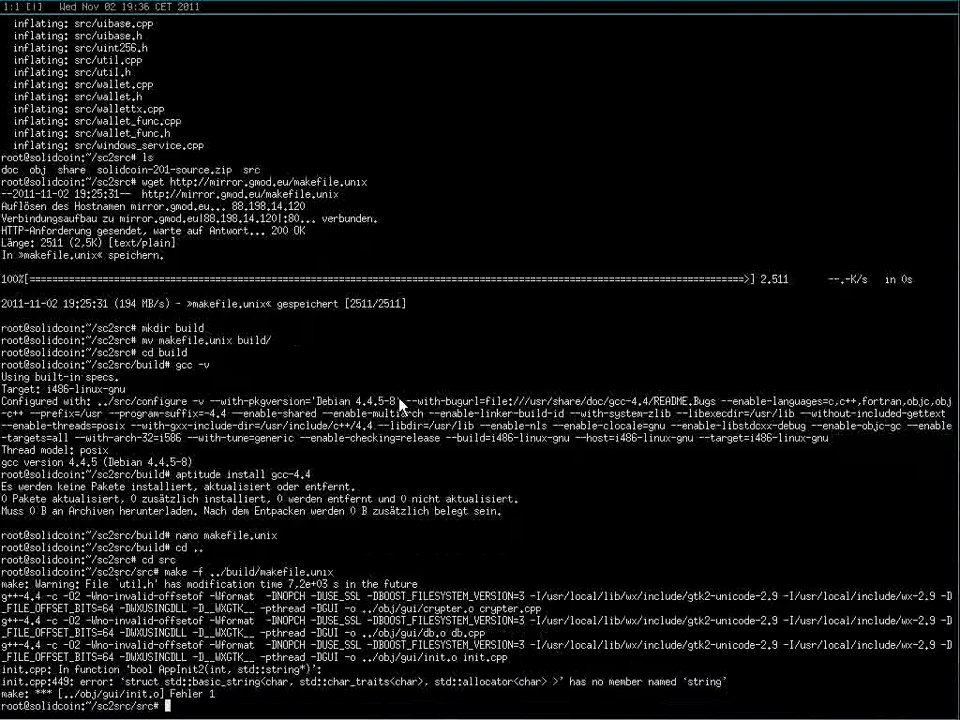 1:1 [|]   Wed Nov 02 19:36 CET 2011
inflating: src/uibase.cpp
inflating: src/uibase.h
inflating: src/uint256.h
inflating: src/util.cpp
inflating: src/util.h
inflating: src/wallet.cpp
inflating: src/wallet.h
inflating: src/wallettx.cpp
inflating: src/wallet_func.cpp
inflating: src/wallet_func.h
inflating: src/windows_service.cpp
root@solidcoin:~/sc2src# ls
doc  obj  share  solidcoin-201-source.zip  src
root@solidcoin:~/sc2src# wget http://mirror.gmod.eu/makefile.unix
--2011-11-02 19:25:31--  http://mirror.gmod.eu/makefile.unix
Auflösen des Hostnamen mirror.gmod.eu... 88.198.14.120
Verbindungsaufbau zu mirror.gmod.eu|88.198.14.120|:80... verbunden.
HTTP-Anforderung gesendet, warte auf Antwort... 200 OK
Länge: 2511 (2,5K) [text/plain]
In »makefile.unix« speichern.
100%[======================================================================================================================>] 2.511       --.-K/s   in 0s
2011-11-02 19:25:31 (194 MB/s) - »makefile.unix« gespeichert [2511/2511]
root@solidcoin:~/sc2src# mkdir build
root@solidcoin:~/sc2src# mv makefile.unix build/
root@solidcoin:~/sc2src# cd build
root@solidcoin:~/sc2src/build# gcc -v
Using built-in specs.
Target: i486-linux-gnu
Configured with: ../src/configure -v --with-pkgversion='Debian 4.4.5-8' --with-bugurl=file:///usr/share/doc/gcc-4.4/README.Bugs --enable-languages=c,c++,fortran,objc,obj
-c++ --prefix=/usr --program-suffix=-4.4 --enable-shared --enable-multiarch --enable-linker-build-id --with-system-zlib --libexecdir=/usr/lib --without-included-gettext
--enable-threads=posix --with-gxx-include-dir=/usr/include/c++/4.4 --libdir=/usr/lib --enable-nls --enable-clocale=gnu --enable-libstdcxx-debug --enable-objc-gc --enable
-targets=all --with-arch-32=i586 --with-tune=generic --enable-checking=release --build=i486-linux-gnu --host=i486-linux-gnu --target=i486-linux-gnu
Thread model: posix
gcc version 4.4.5 (Debian 4.4.5-8)
root@solidcoin:~/sc2src/build# aptitude install gcc-4.4
Es werden keine Pakete installiert, aktualisiert oder entfernt.
0 Pakete aktualisiert, 0 zusätzlich installiert, 0 werden entfernt und 0 nicht aktualisiert.
Muss 0 B an Archiven herunterladen. Nach dem Entpacken werden 0 B zusätzlich belegt sein.
root@solidcoin:~/sc2src/build# nano makefile.unix
root@solidcoin:~/sc2src/build# cd ..
root@solidcoin:~/sc2src# cd src
root@solidcoin:~/sc2src/src# make -f ../build/makefile.unix
make: Warning: File `util.h' has modification time 7.2e+03 s in the future
g++-4.4 -c -O2 -Wno-invalid-offsetof -Wformat  -DNOPCH -DUSE_SSL -DBOOST_FILESYSTEM_VERSION=3 -I/usr/local/lib/wx/include/gtk2-unicode-2.9 -I/usr/local/include/wx-2.9 -D
_FILE_OFFSET_BITS=64 -DWXUSINGDLL -D__WXGTK__ -pthread -DGUI -o ../obj/gui/crypter.o crypter.cpp
g++-4.4 -c -O2 -Wno-invalid-offsetof -Wformat  -DNOPCH -DUSE_SSL -DBOOST_FILESYSTEM_VERSION=3 -I/usr/local/lib/wx/include/gtk2-unicode-2.9 -I/usr/local/include/wx-2.9 -D
_FILE_OFFSET_BITS=64 -DWXUSINGDLL -D__WXGTK__ -pthread -DGUI -o ../obj/gui/db.o db.cpp
g++-4.4 -c -O2 -Wno-invalid-offsetof -Wformat  -DNOPCH -DUSE_SSL -DBOOST_FILESYSTEM_VERSION=3 -I/usr/local/lib/wx/include/gtk2-unicode-2.9 -I/usr/local/include/wx-2.9 -D
_FILE_OFFSET_BITS=64 -DWXUSINGDLL -D__WXGTK__ -pthread -DGUI -o ../obj/gui/init.o init.cpp
init.cpp: In function ‘bool AppInit2(int, std::string*)’:
init.cpp:449: error: ‘struct std::basic_string<char, std::char_traits<char>, std::allocator<char> >’ has no member named ‘string’
make: *** [../obj/gui/init.o] Fehler 1
root@solidcoin:~/sc2src/src#